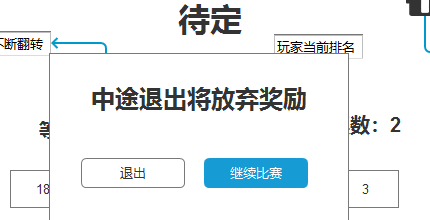 待定
不断翻转
玩家当前排名
中途退出将放弃奖励
数：2
退出
继续比赛
18
3